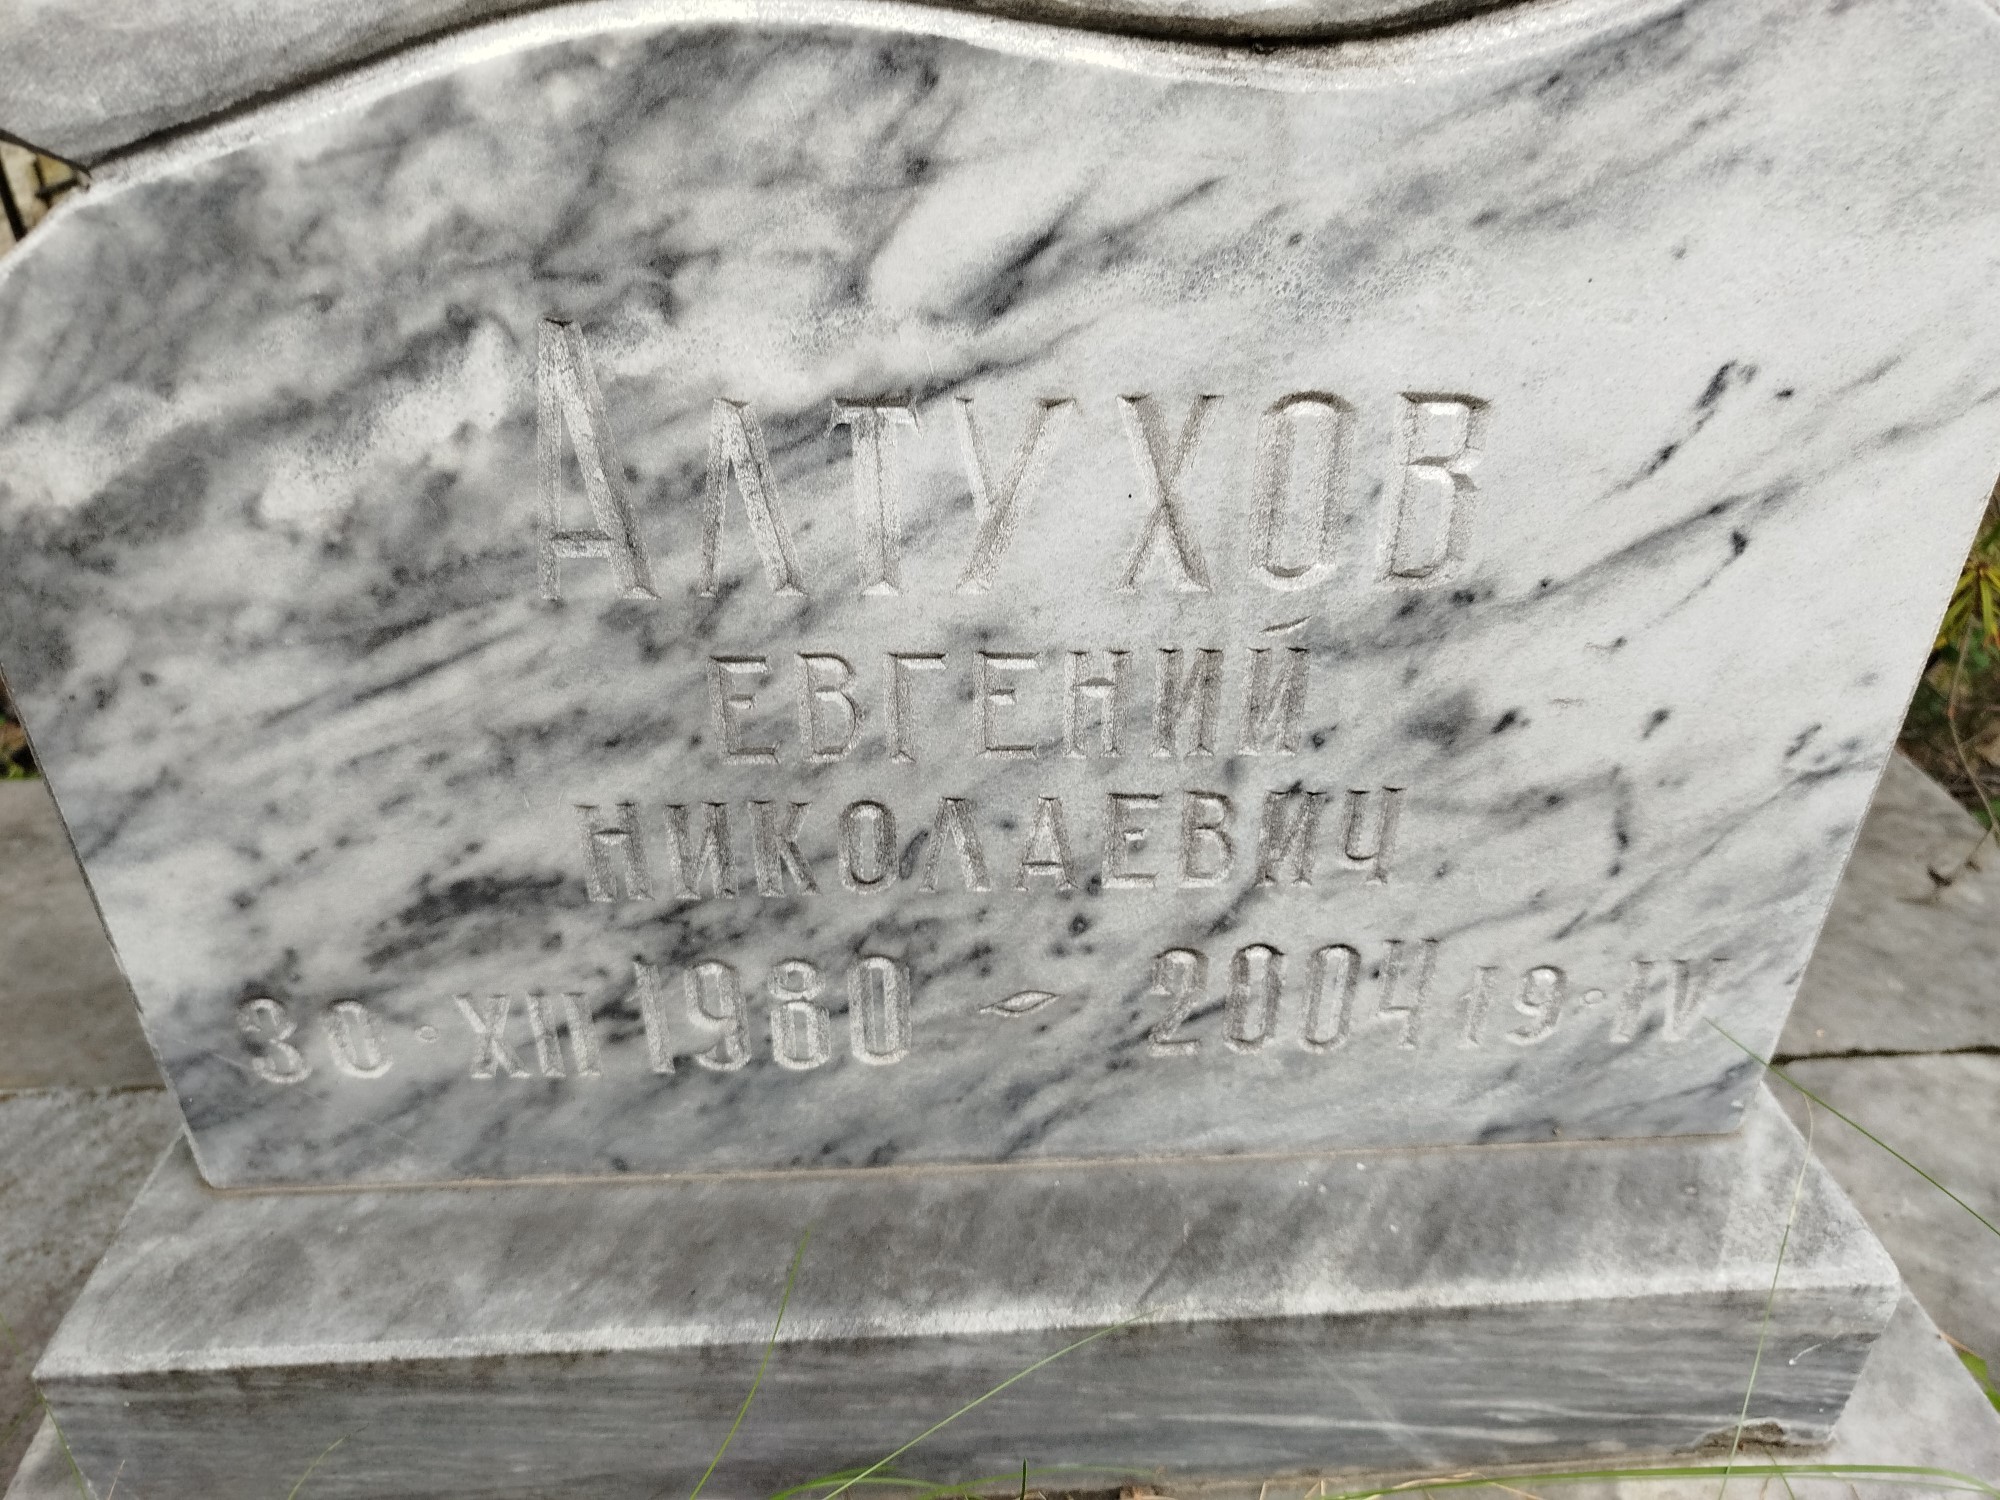 Алтухов
ЕВГЕНИЙ
НИКОЛАЕВИЧ
30·XII 1980 ~ 2004 19·IV